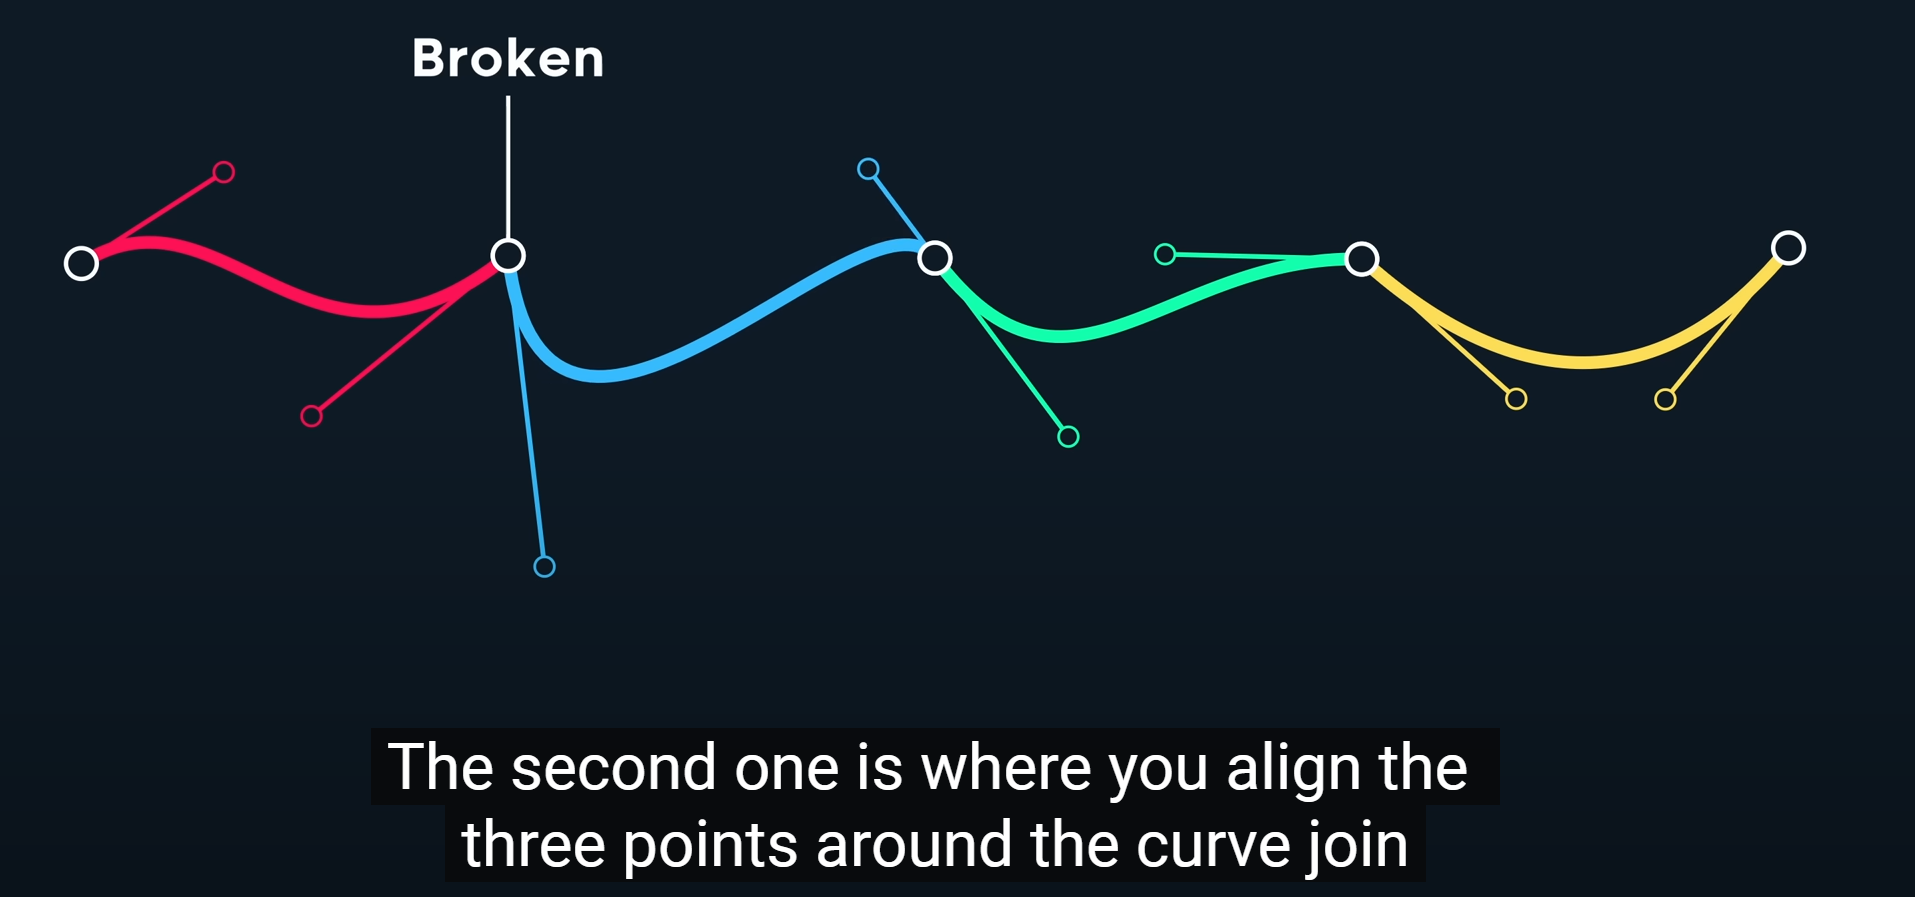 Broken
The second one is where you align the
three points around the curve join